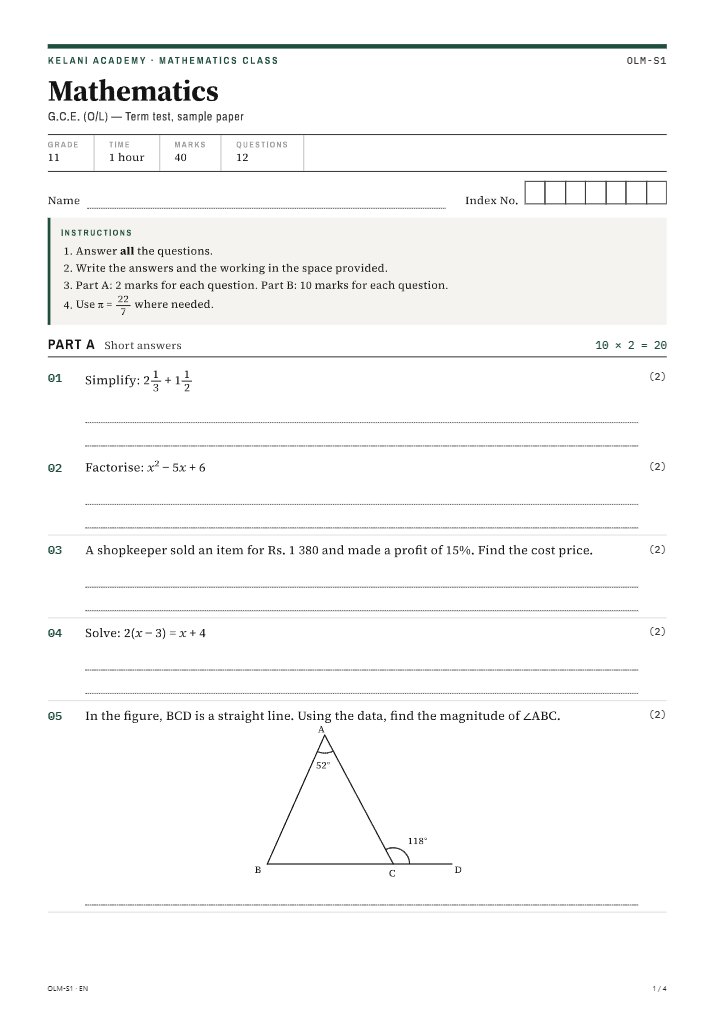 KELANI ACADEMY · MATHEMATICS CLASS OLM-S1
Mathematics
G.C.E. (O/L) — Term test, sample paper
GRADE TIME MARKS QUESTIONS
11 1 hour 40 12
Name Index No.
INSTRUCTIONS
1. Answer all the questions.
2. Write the answers and the working in the space provided.
3. Part A: 2 marks for each question. Part B: 10 marks for each question.
4. Use π = 22/7 where needed.
PART A Short answers 10 × 2 = 20
01 Simplify: 2 1/3 + 1 1/2 (2)
02 Factorise: x² − 5x + 6 (2)
03 A shopkeeper sold an item for Rs. 1 380 and made a profit of 15%. Find the cost price. (2)
04 Solve: 2(x − 3) = x + 4 (2)
05 In the figure, BCD is a straight line. Using the data, find the magnitude of ∠ABC. (2)
A
52°
118°
B C D
OLM-S1 · EN 1 / 4